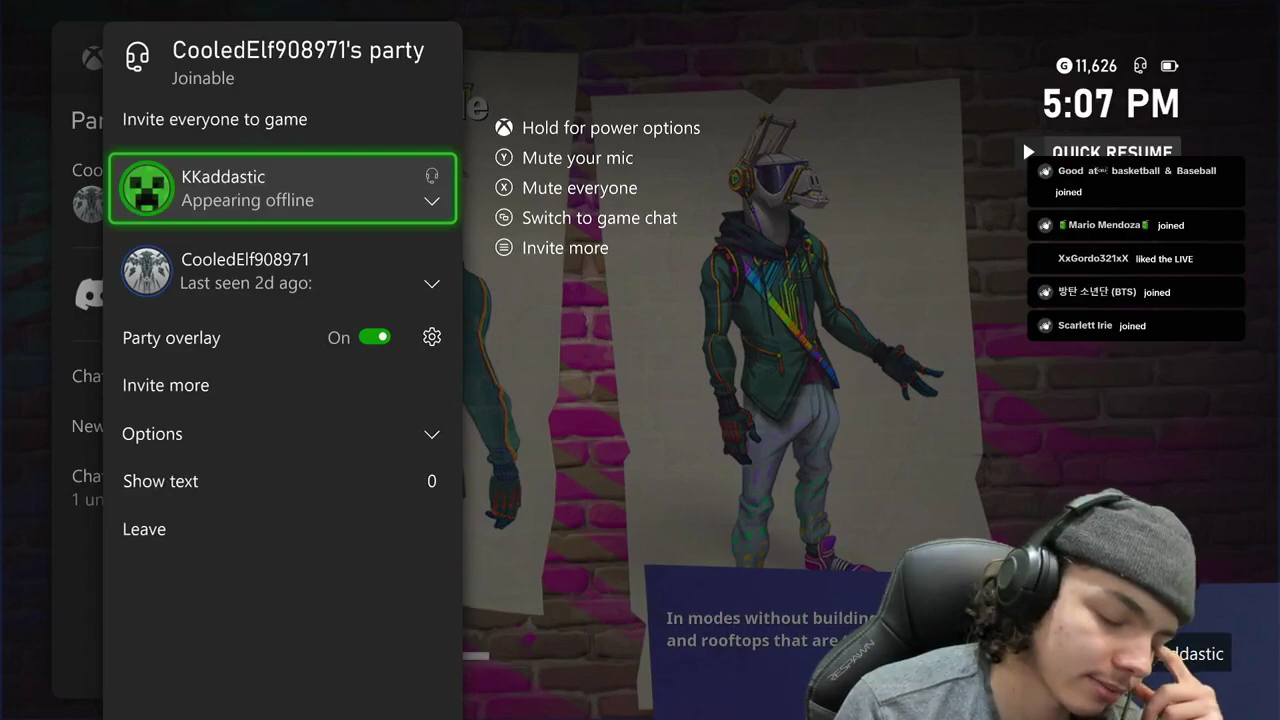 CooledElf908971's party
Joinable
Invite everyone to game
KKaddastic
Appearing offline
CooledElf908971
Last seen 2d ago:
Party overlay On
Invite more
Options
Show text 0
Leave
Par
Coo
Cha
New
Cha
1 un
le
Hold for power options
Y Mute your mic
X Mute everyone
Switch to game chat
Invite more
G 11,626
5:07 PM
QUICK RESUME
Good at basketball & Baseball
joined
Mario Mendoza joined
XxGordo321xX liked the LIVE
방탄 소년단 (BTS) joined
Scarlett Irie joined
In modes without building
and rooftops that are
RESPAWN
ddastic